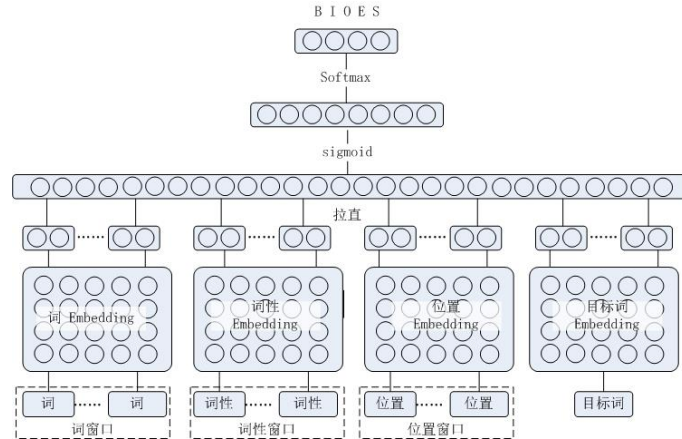 B I O E S
Softmax
sigmoid
拉直
...... ...... ...... ......
词 Embedding
词性
Embedding
位置
Embedding
目标词
Embedding
词 ...... 词 词性 ...... 词性 位置 ...... 位置 目标词
词窗口 词性窗口 位置窗口